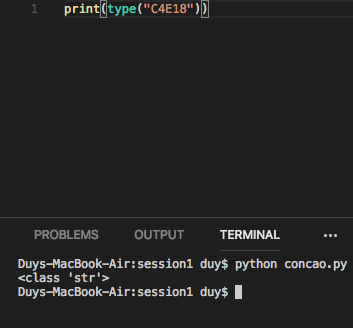 1 print(type("C4E18"))
PROBLEMS OUTPUT TERMINAL ...
Duys-MacBook-Air:session1 duy$ python concao.py
<class 'str'>
Duys-MacBook-Air:session1 duy$